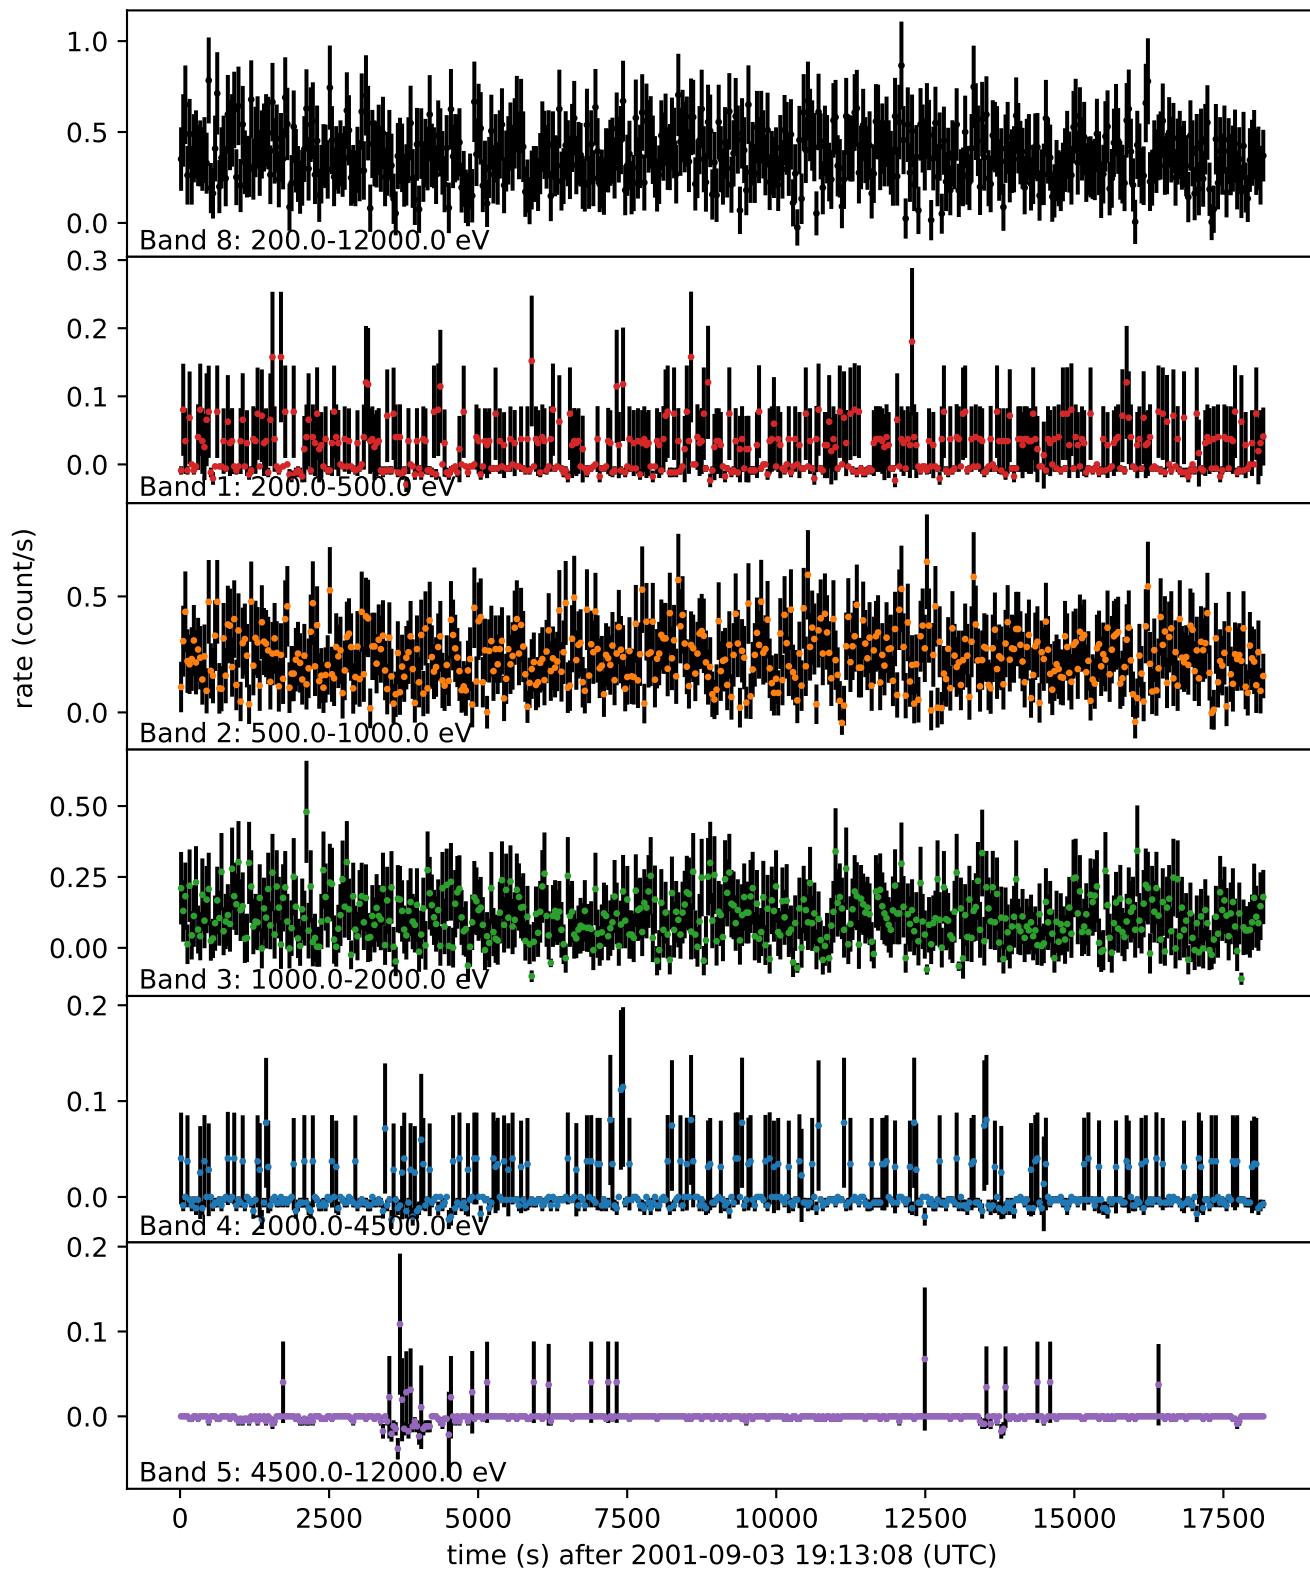 1.0
0.5
0.0
Band 8: 200.0-12000.0 eV
0.3
0.2
0.1
0.0
Band 1: 200.0-500.0 eV
rate (count/s)
0.5
0.0
Band 2: 500.0-1000.0 eV
0.50
0.25
0.00
Band 3: 1000.0-2000.0 eV
0.2
0.1
0.0
Band 4: 2000.0-4500.0 eV
0.2
0.1
0.0
Band 5: 4500.0-12000.0 eV
0 2500 5000 7500 10000 12500 15000 17500
time (s) after 2001-09-03 19:13:08 (UTC)